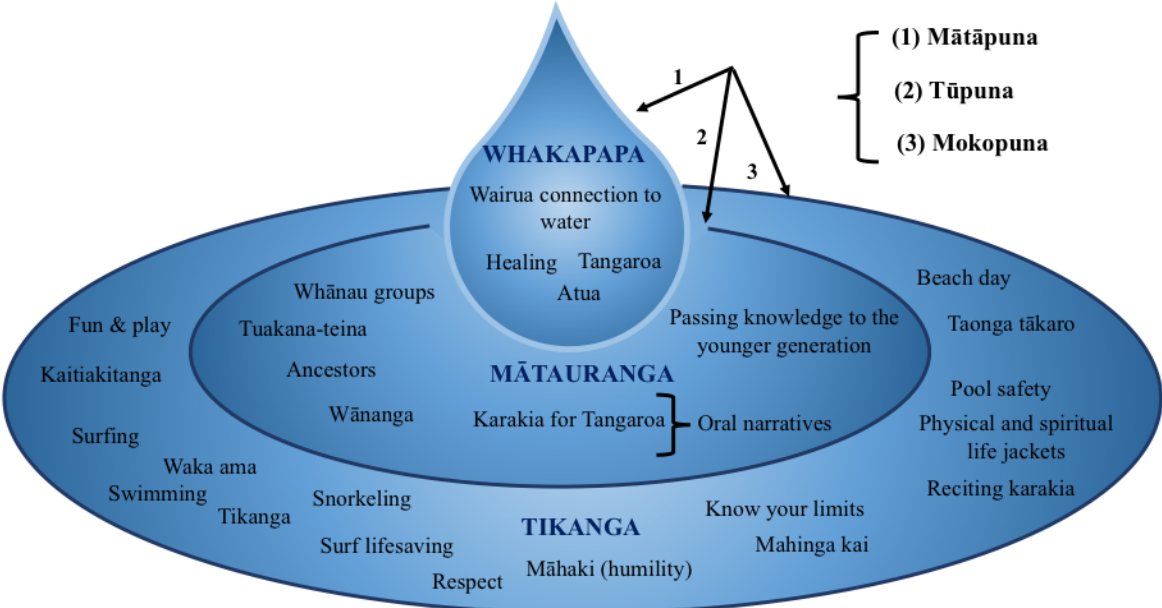 (1) Mātāpuna
(2) Tūpuna
(3) Mokopuna
1
2
3
WHAKAPAPA
Wairua connection to
water
Healing
Tangaroa
Atua
Whānau groups
Tuakana-teina
Ancestors
Wānanga
Passing knowledge to the
younger generation
MĀTAURANGA
Karakia for Tangaroa
Oral narratives
Fun & play
Kaitiakitanga
Surfing
Waka ama
Swimming
Tikanga
Snorkeling
Surf lifesaving
Respect
TIKANGA
Māhaki (humility)
Know your limits
Mahinga kai
Beach day
Taonga tākaro
Pool safety
Physical and spiritual
life jackets
Reciting karakia